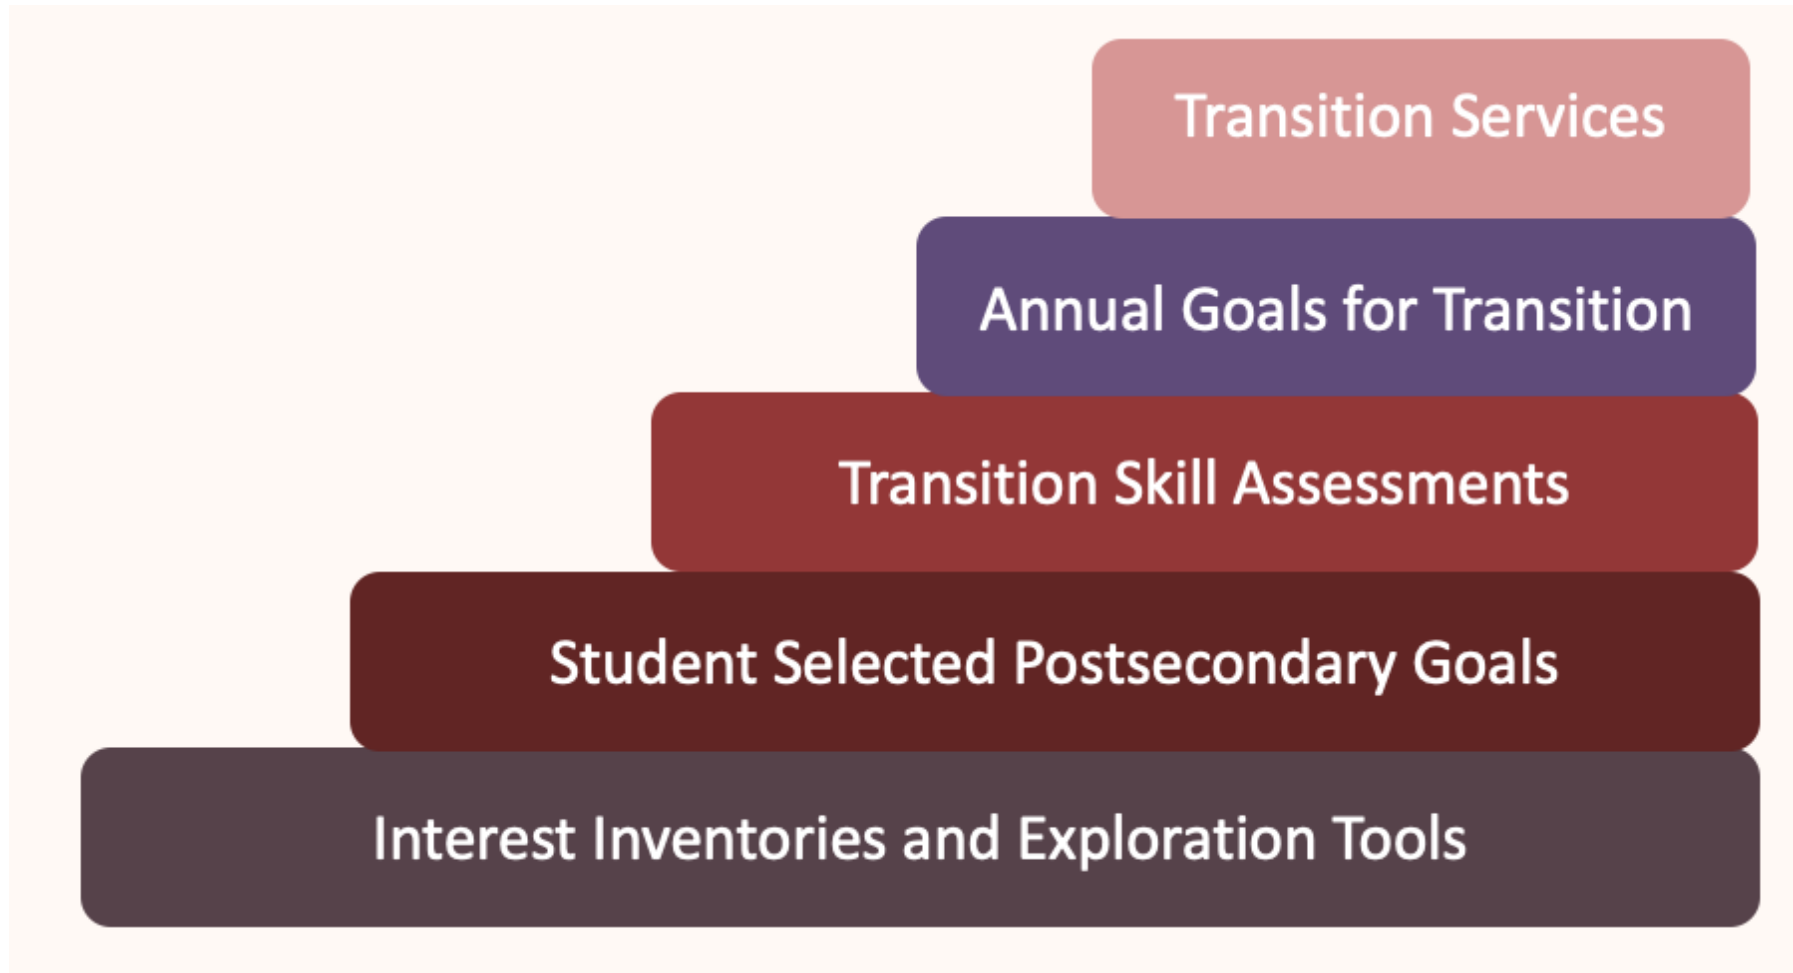 Transition Services
Annual Goals for Transition
Transition Skill Assessments
Student Selected Postsecondary Goals
Interest Inventories and Exploration Tools